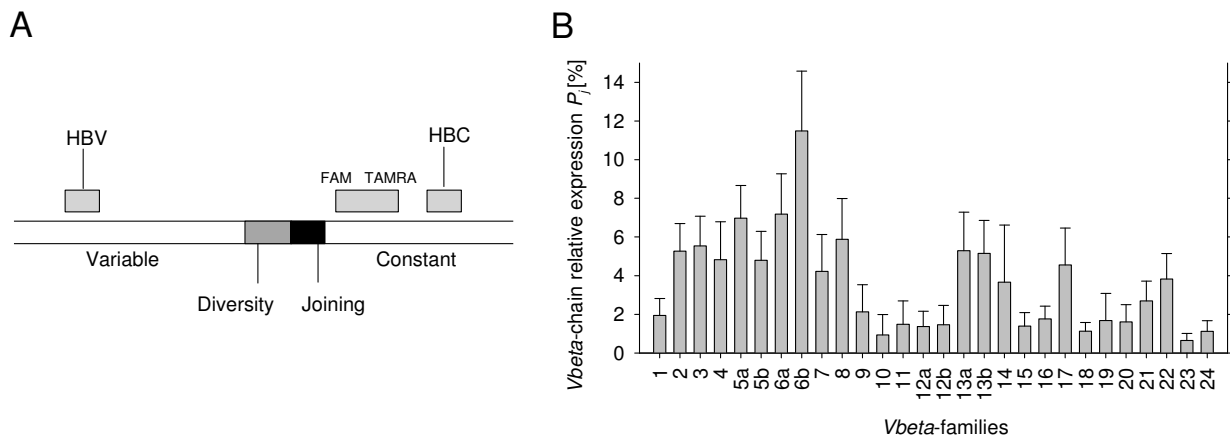 A
HBV
HBC
FAM TAMRA
Variable
Constant
Diversity
Joining
B
Vbeta-chain relative expression Pj [%]
14
12
10
8
6
4
2
0
1 2 3 4 5a 5b 6a 6b 7 8 9 10 11 12a 12b 13a 13b 14 15 16 17 18 19 20 21 22 23 24
Vbeta-families